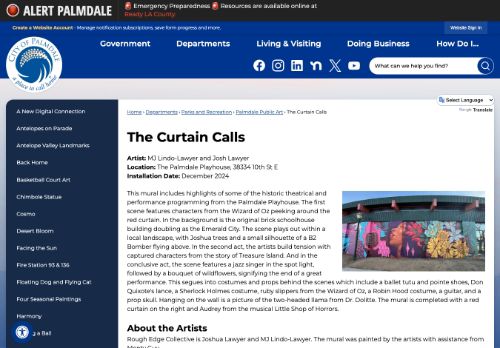 ALERT PALMDALE
Emergency Preparedness Resources are available online at
Ready LA County.
Create a Website Account - Manage notification subscriptions, save form progress and more.
Website Sign In
CITY OF PALMDALE
a place to call home
Government
Departments
Living & Visiting
Doing Business
How Do I...
What can we help you find?
Select Language
Google Translate
A New Digital Connection
Antelopes on Parade
Antelope Valley Landmarks
Back Home
Basketball Court Art
Chimbole Statue
Cosmo
Desert Bloom
Facing the Sun
Fire Station 93 & 136
Floating Dog and Flying Cat
Four Seasonal Paintings
Harmony
g a Ball
Home › Departments › Parks and Recreation › Palmdale Public Art › The Curtain Calls
The Curtain Calls
Artist: MJ Lindo-Lawyer and Josh Lawyer
Location: The Palmdale Playhouse, 38334 10th St E
Installation Date: December 2024
This mural includes highlights of some of the historic theatrical and
performance programming from the Palmdale Playhouse. The first
scene features characters from the Wizard of Oz peeking around the
red curtain. In the background is the original brick schoolhouse
building doubling as the Emerald City. The scene plays out within a
local landscape, with Joshua trees and a small silhouette of a B2
Bomber flying above. In the second act, the artists build tension with
captured characters from the story of Treasure Island. And in the
conclusive act, the scene features a jazz singer in the spot light,
followed by a bouquet of wildflowers, signifying the end of a great
performance. This segues into costumes and props behind the scenes which include a ballet tutu and pointe shoes, Don
Quixote's lance, a Sherlock Holmes costume, ruby slippers from the Wizard of Oz, a Robin Hood costume, a guitar, and a
prop skull. Hanging on the wall is a picture of the two-headed llama from Dr. Dolitte. The mural is completed with a red
curtain on the right and Audrey from the musical Little Shop of Horrors.
About the Artists
Rough Edge Collective is Joshua Lawyer and MJ Lindo-Lawyer. The mural was painted by the artists with assistance from